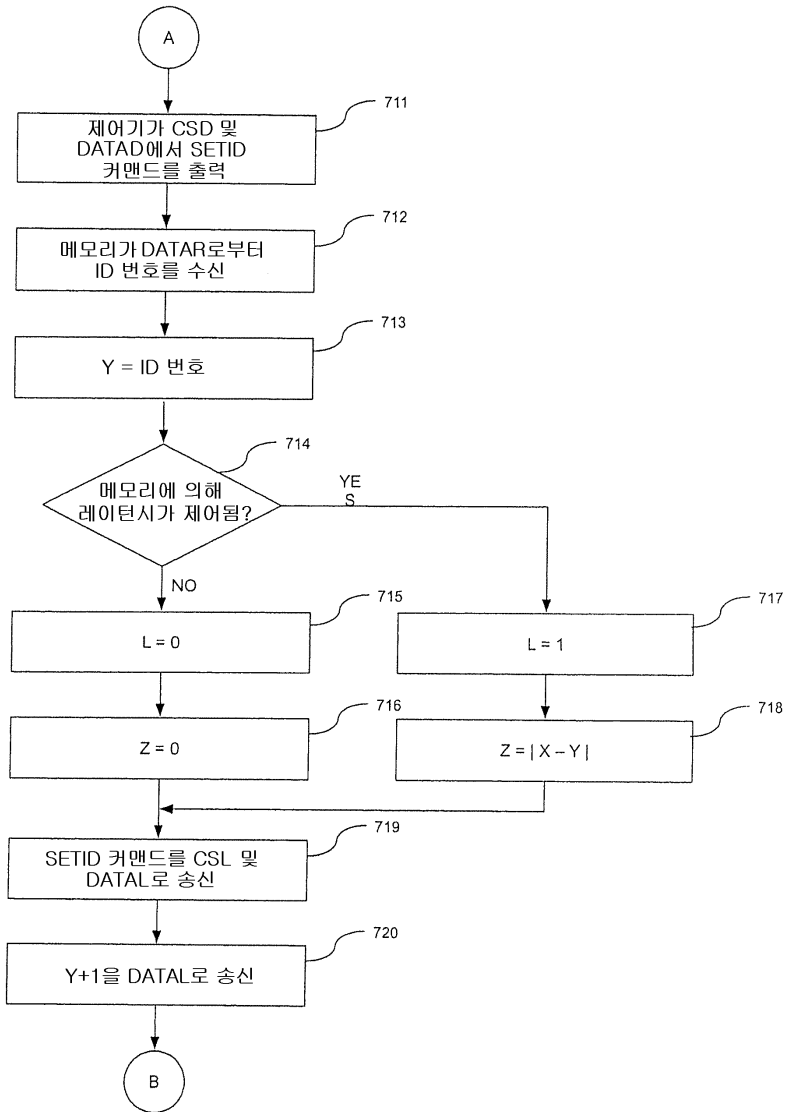 A
711
제어기가 CSD 및
DATAD에서 SETID
커맨드를 출력
712
메모리가 DATAR로부터
ID 번호를 수신
713
Y = ID 번호
714
메모리에 의해
레이턴시가 제어됨?
YE
S
NO
715
L = 0
717
L = 1
716
Z = 0
718
Z = | X – Y |
719
SETID 커맨드를 CSL 및
DATAL로 송신
720
Y+1을 DATAL로 송신
B